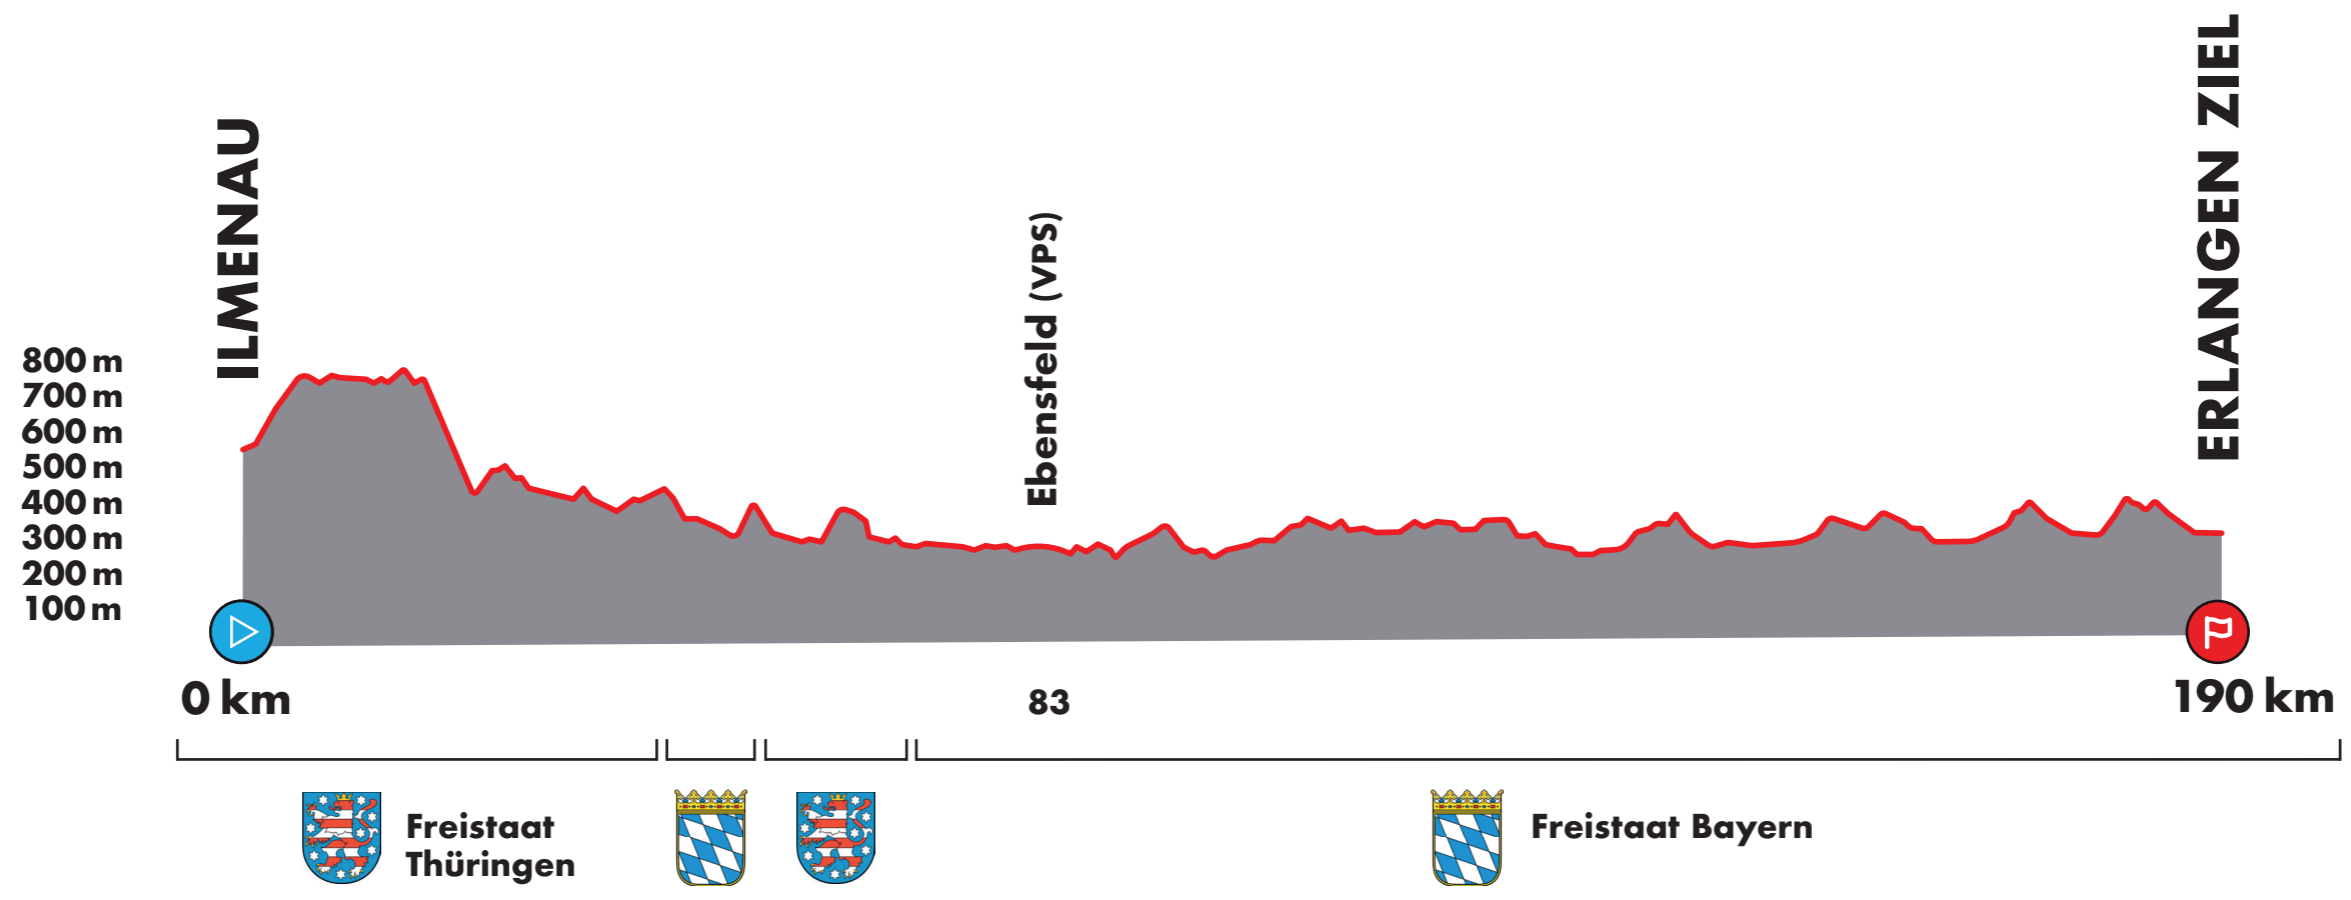 ILMENAU
Ebensfeld (VPS)
ERLANGEN ZIEL
800 m
700 m
600 m
500 m
400 m
300 m
200 m
100 m
0 km
83
190 km
Freistaat
Thüringen
Freistaat Bayern